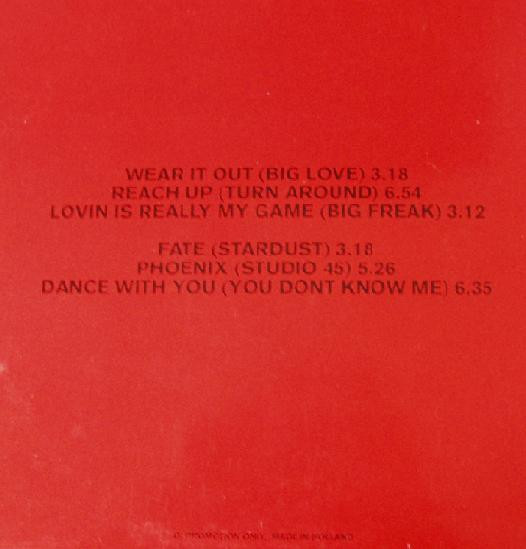 WEAR IT OUT (BIG LOVE) 3.18
REACH UP (TURN AROUND) 6.54
LOVIN IS REALLY MY GAME (BIG FREAK) 3.12
FATE (STARDUST) 3.18
PHOENIX (STUDIO 45) 5.26
DANCE WITH YOU (YOU DONT KNOW ME) 6.35
PROMOTION ONLY, MADE IN HOLLAND